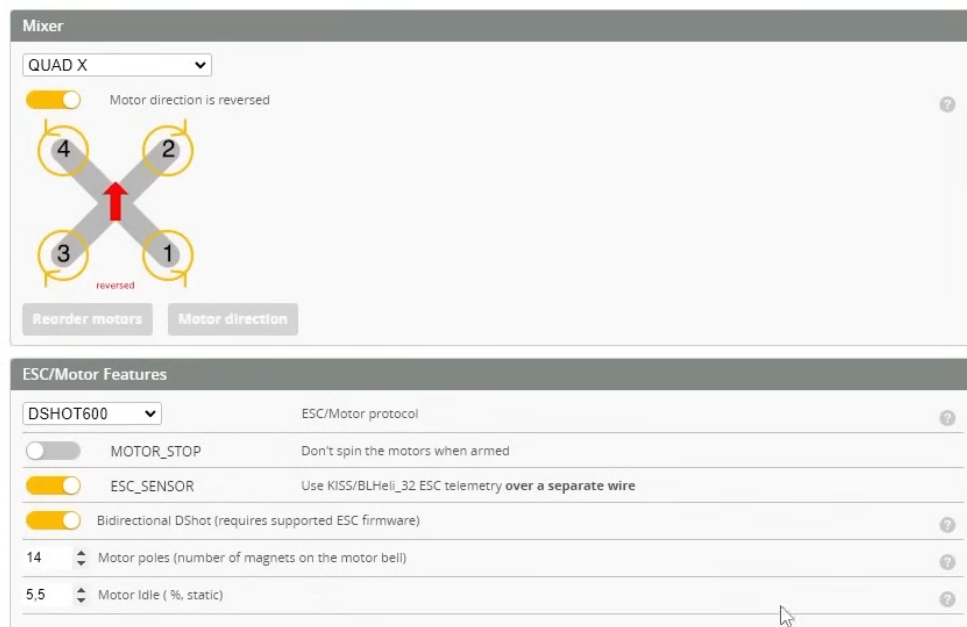 Mixer
QUAD X
Motor direction is reversed
4 2
3 1
reversed
Reorder motors Motor direction
ESC/Motor Features
DSHOT600 ESC/Motor protocol
MOTOR_STOP Don't spin the motors when armed
ESC_SENSOR Use KISS/BLHeli_32 ESC telemetry over a separate wire
Bidirectional DShot (requires supported ESC firmware)
14 Motor poles (number of magnets on the motor bell)
5,5 Motor Idle ( %, static)